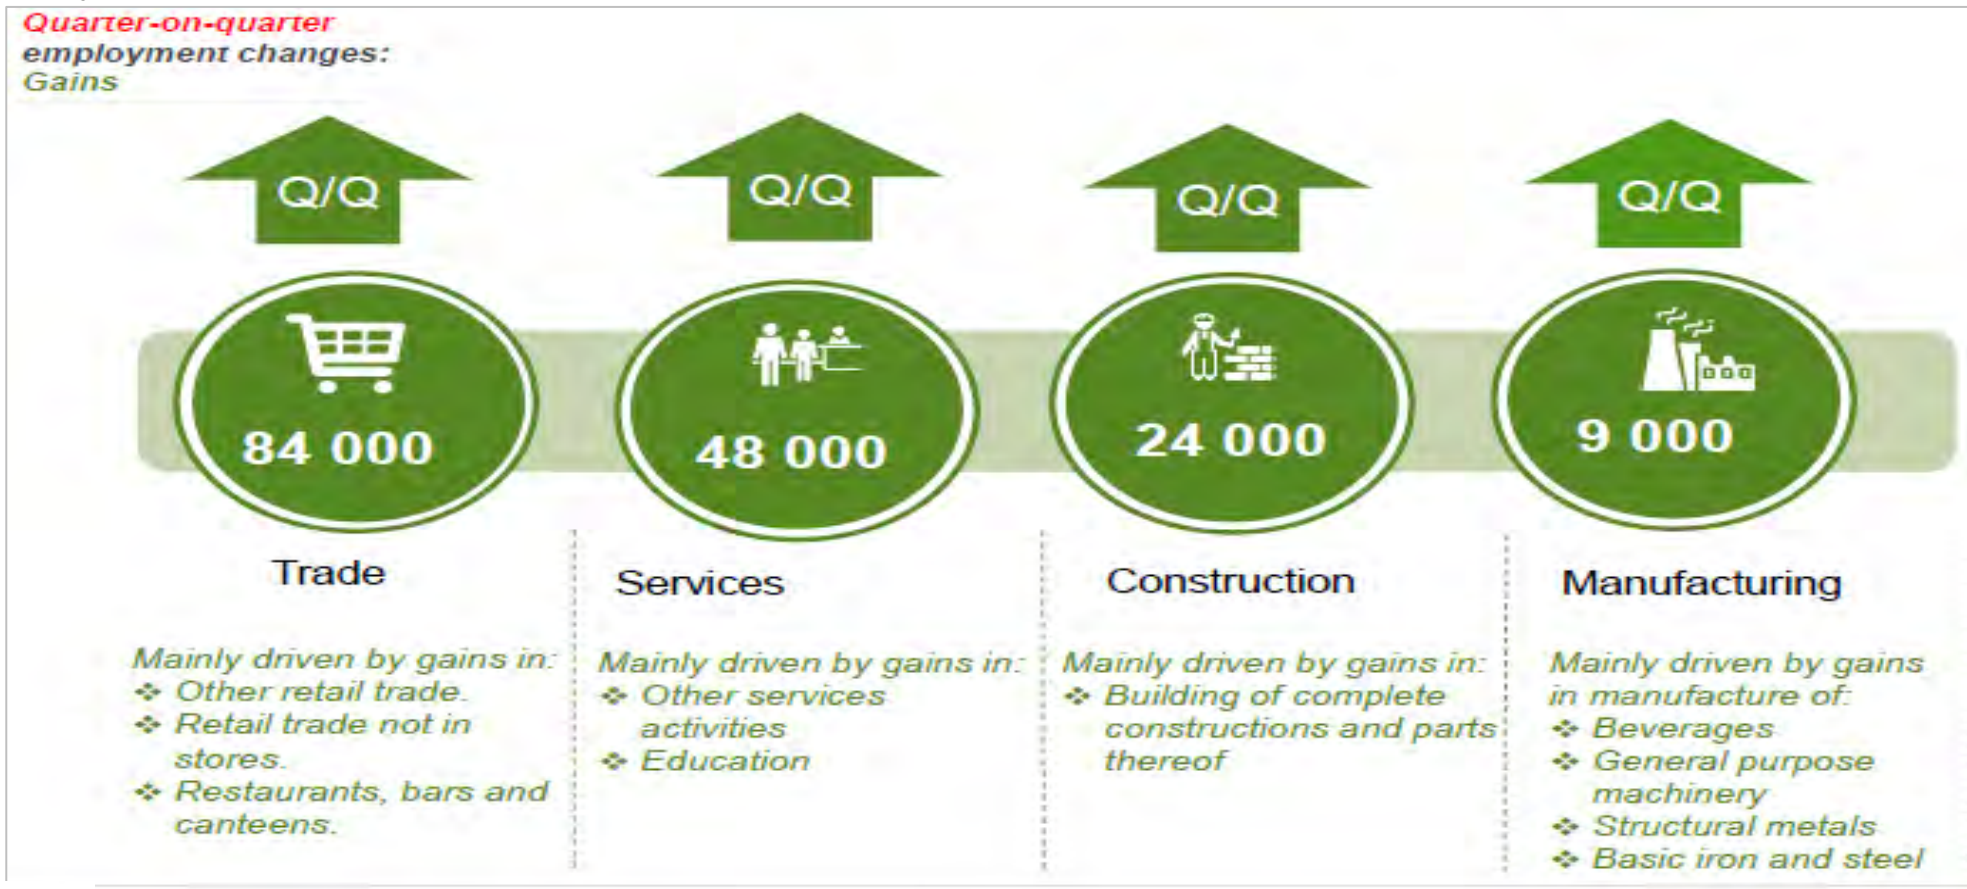 Quarter-on-quarter
employment changes:
Gains
Q/Q
Q/Q
Q/Q
Q/Q
84 000
48 000
24 000
9 000
Trade
Services
Construction
Manufacturing
Mainly driven by gains in:
❖ Other retail trade.
❖ Retail trade not in
stores.
❖ Restaurants, bars and
canteens.
Mainly driven by gains in:
❖ Other services
activities
❖ Education
Mainly driven by gains in:
❖ Building of complete
constructions and parts
thereof
Mainly driven by gains
in manufacture of:
❖ Beverages
❖ General purpose
machinery
❖ Structural metals
❖ Basic iron and steel